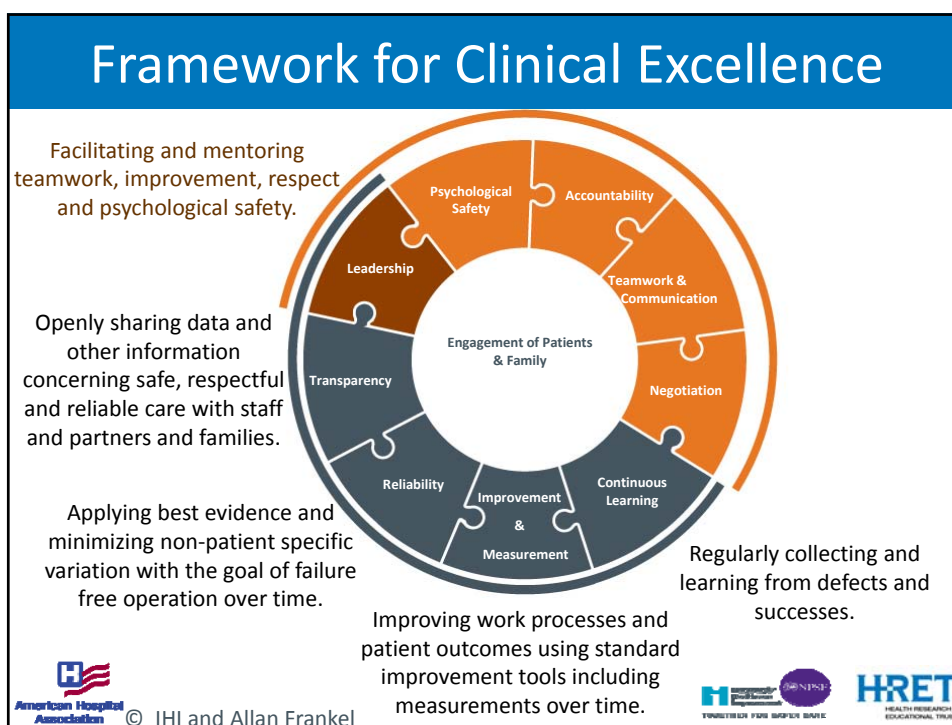 Framework for Clinical Excellence
Facilitating and mentoring
teamwork, improvement, respect
and psychological safety.
Psychological
Safety
Accountability
Leadership
Teamwork &
Communication
Openly sharing data and
other information
concerning safe, respectful
and reliable care with staff
and partners and families.
Engagement of Patients
& Family
Transparency
Negotiation
Reliability
Improvement
&
Measurement
Continuous
Learning
Applying best evidence and
minimizing non-patient specific
variation with the goal of failure
free operation over time.
Regularly collecting and
learning from defects and
successes.
Improving work processes and
patient outcomes using standard
improvement tools including
measurements over time.
H
American Hospital
Association
© IHI and Allan Frankel
NPSF
TOGETHER FOR SAFER CARE
HRET
HEALTH RESEARCH
EDUCATIONAL TRUST